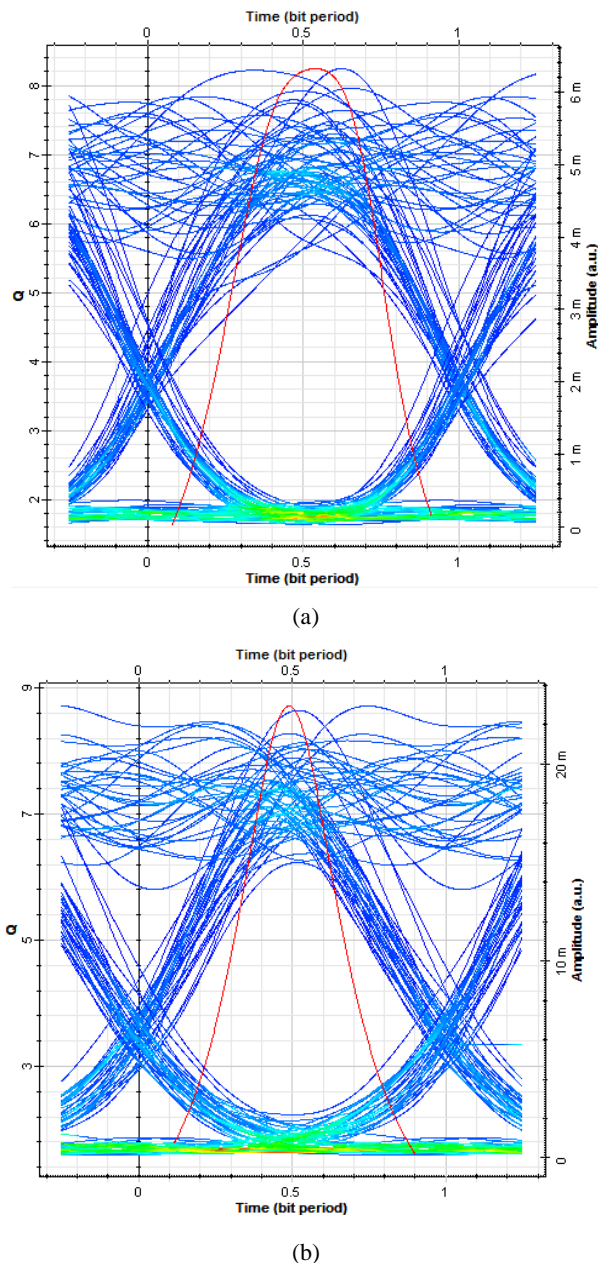 Time (bit period)
0 0.5 1
8
7
6
5
4
3
2
Q
6 m
5 m
4 m
3 m
2 m
1 m
0
Amplitude (a.u.)
0 0.5 1
Time (bit period)
(a)
Time (bit period)
0 0.5 1
9
7
5
3
Q
20 m
10 m
0
Amplitude (a.u.)
0 0.5 1
Time (bit period)
(b)